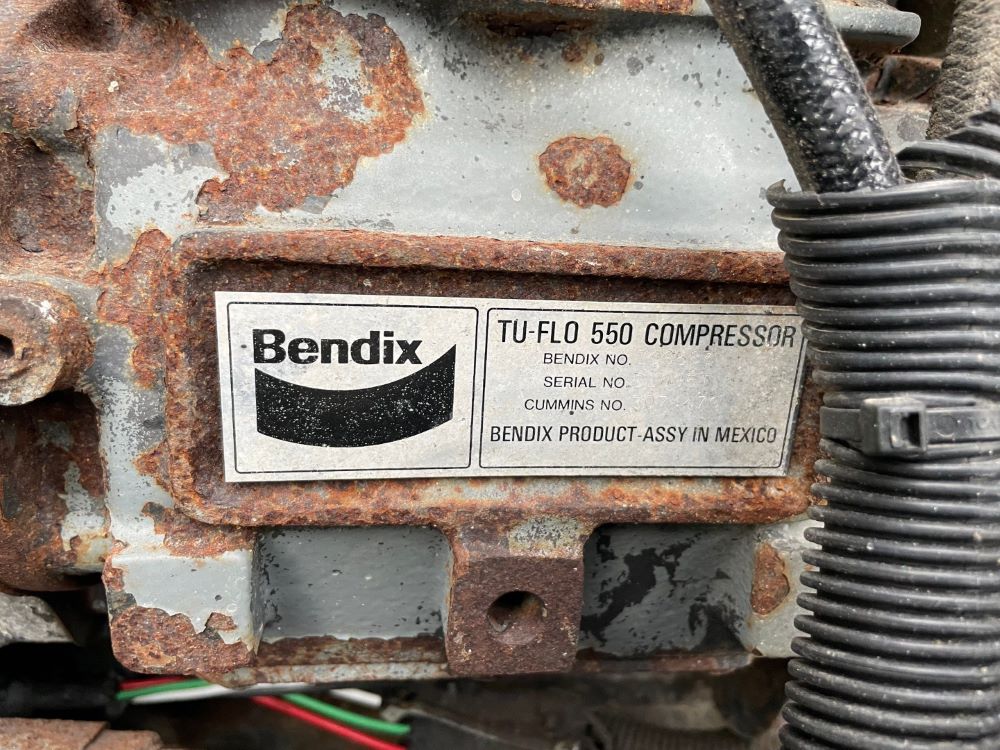 Bendix
TU-FLO 550 COMPRESSOR
BENDIX NO.
SERIAL NO.
CUMMINS NO.
BENDIX PRODUCT-ASSY IN MEXICO